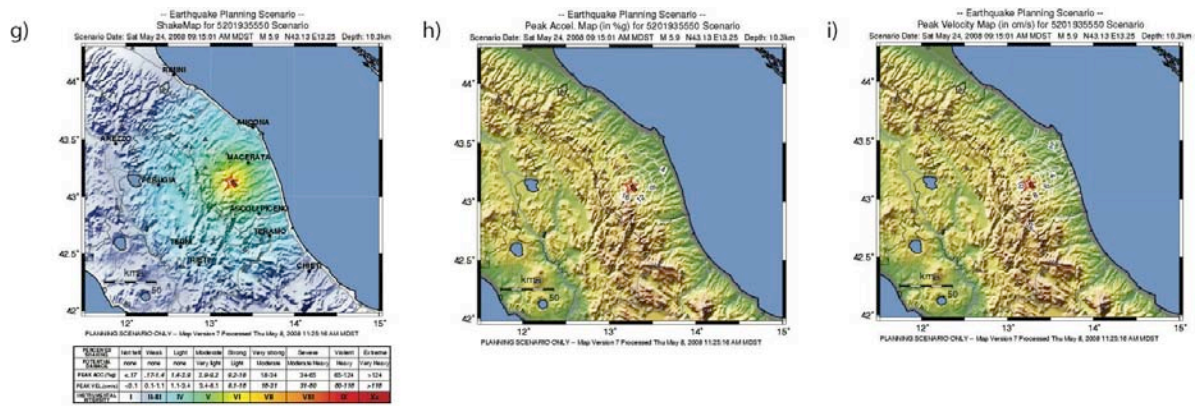 g)
-- Earthquake Planning Scenario --
ShakeMap for 5201935550 Scenario
Scenario Date: Sat May 24, 2008 09:15:01 AM MDST M 5.9 N43.13 E13.25 Depth: 10.3km
44˚
43.5˚
43˚
42.5˚
42˚
RIMINI
ANCONA
AREZZO
MACERATA
PERUGIA
TERAMO
TERNI
RIETI
CHIETI
km
0 50
12˚ 13˚ 14˚ 15˚
PLANNING SCENARIO ONLY -- Map Version 7 Processed Thu May 8, 2008 11:25:16 AM MDST
PERCEIVED SHAKING Not felt Weak Light Moderate Strong Very strong Severe Violent Extreme
POTENTIAL DAMAGE none none none Very light Light Moderate Moderate/Heavy Heavy Very Heavy
PEAK ACC.(%g) <.17 .17-1.4 1.4-3.9 3.9-9.2 9.2-18 18-34 34-65 65-124 >124
PEAK VEL.(cm/s) <0.1 0.1-1.1 1.1-3.4 3.4-8.1 8.1-16 16-31 31-60 60-116 >116
INSTRUMENTAL INTENSITY I II-III IV V VI VII VIII IX X+
h)
-- Earthquake Planning Scenario --
Peak Accel. Map (in %g) for 5201935550 Scenario
Scenario Date: Sat May 24, 2008 09:15:01 AM MDST M 5.9 N43.13 E13.25 Depth: 10.3km
44˚
43.5˚
43˚
42.5˚
42˚
km
0 50
12˚ 13˚ 14˚ 15˚
PLANNING SCENARIO ONLY -- Map Version 7 Processed Thu May 8, 2008 11:25:16 AM MDST
i)
-- Earthquake Planning Scenario --
Peak Velocity Map (in cm/s) for 5201935550 Scenario
Scenario Date: Sat May 24, 2008 09:15:01 AM MDST M 5.9 N43.13 E13.25 Depth: 10.3km
44˚
43.5˚
43˚
42.5˚
42˚
km
0 50
12˚ 13˚ 14˚ 15˚
PLANNING SCENARIO ONLY -- Map Version 7 Processed Thu May 8, 2008 11:25:16 AM MDST